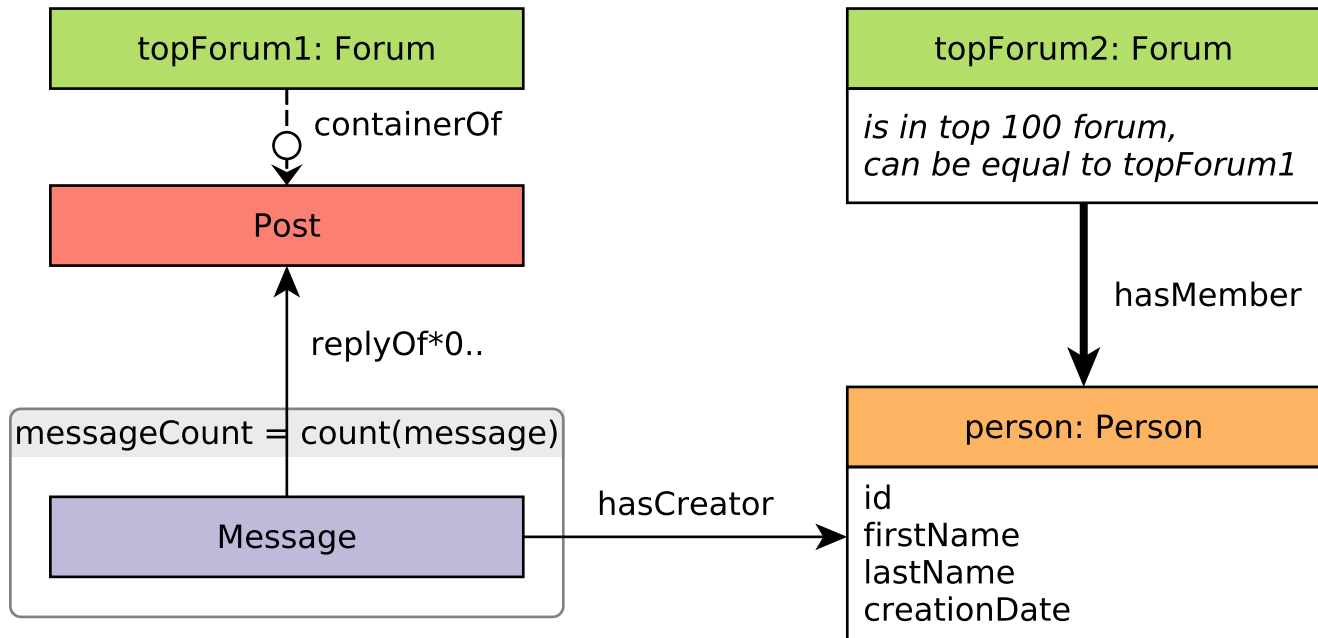 topForum1: Forum
containerOf
Post
replyOf*0..
messageCount = count(message)
Message
hasCreator
topForum2: Forum
is in top 100 forum,
can be equal to topForum1
hasMember
person: Person
id
firstName
lastName
creationDate